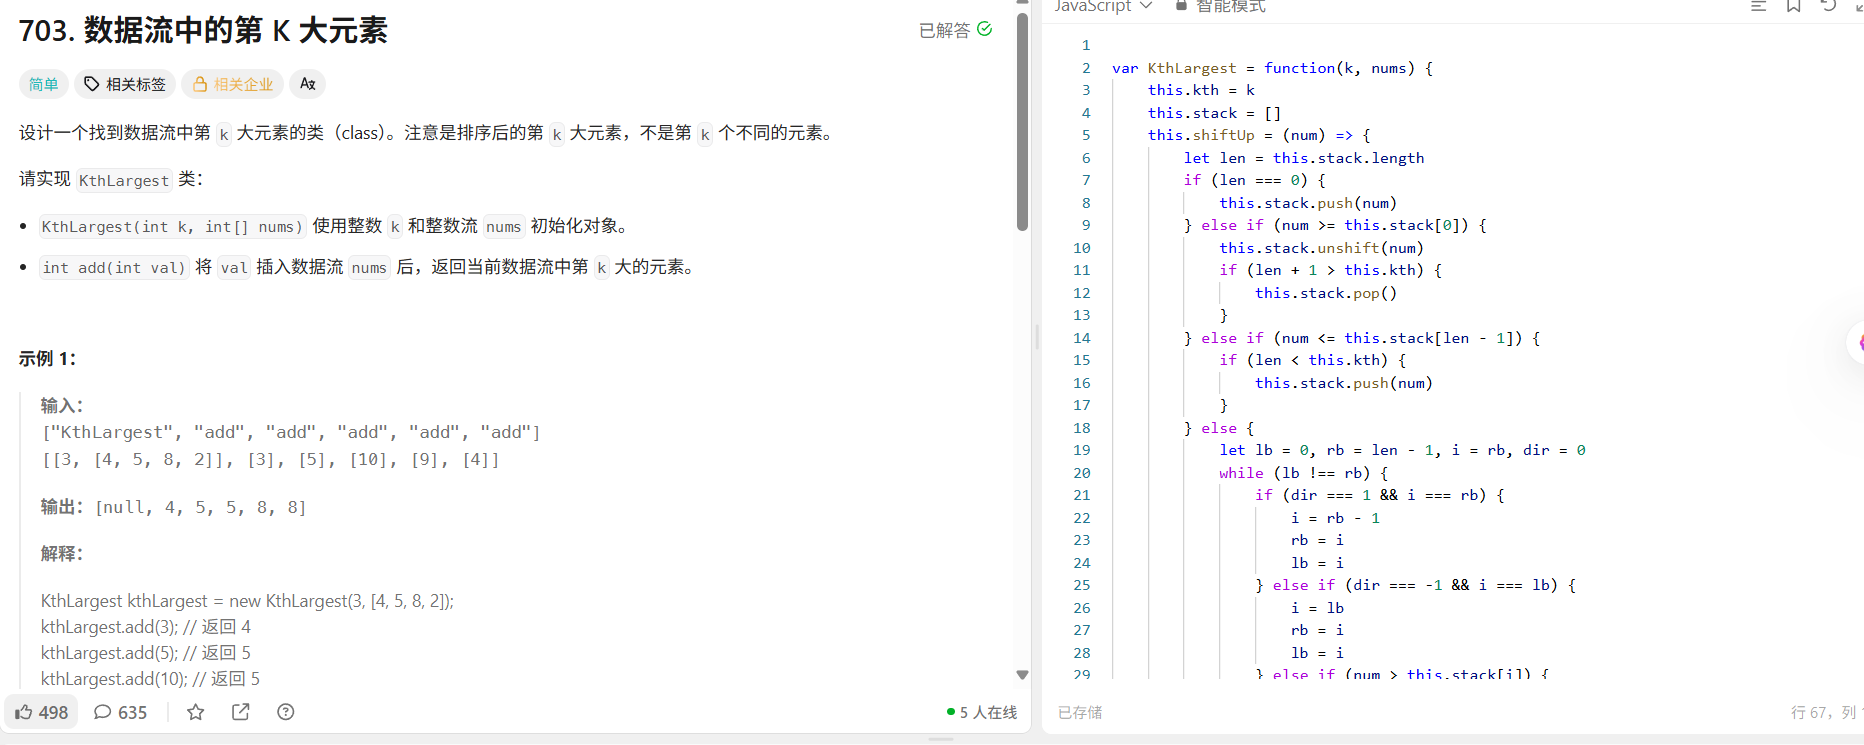 703. 数据流中的第 K 大元素
已解答
简单 相关标签 相关企业
设计一个找到数据流中第 k 大元素的类（class）。注意是排序后的第 k 大元素，不是第 k 个不同的元素。
请实现 KthLargest 类：
• KthLargest(int k, int[] nums) 使用整数 k 和整数流 nums 初始化对象。
• int add(int val) 将 val 插入数据流 nums 后，返回当前数据流中第 k 大的元素。
示例 1：
输入：
["KthLargest", "add", "add", "add", "add", "add"]
[[3, [4, 5, 8, 2]], [3], [5], [10], [9], [4]]
输出：[null, 4, 5, 5, 8, 8]
解释：
KthLargest kthLargest = new KthLargest(3, [4, 5, 8, 2]);
kthLargest.add(3); // 返回 4
kthLargest.add(5); // 返回 5
kthLargest.add(10); // 返回 5
498 635
5 人在线
JavaScript 智能模式
1
2 var KthLargest = function(k, nums) {
3 this.kth = k
4 this.stack = []
5 this.shiftUp = (num) => {
6 let len = this.stack.length
7 if (len === 0) {
8 this.stack.push(num)
9 } else if (num >= this.stack[0]) {
10 this.stack.unshift(num)
11 if (len + 1 > this.kth) {
12 this.stack.pop()
13 }
14 } else if (num <= this.stack[len - 1]) {
15 if (len < this.kth) {
16 this.stack.push(num)
17 }
18 } else {
19 let lb = 0, rb = len - 1, i = rb, dir = 0
20 while (lb !== rb) {
21 if (dir === 1 && i === rb) {
22 i = rb - 1
23 rb = i
24 lb = i
25 } else if (dir === -1 && i === lb) {
26 i = lb
27 rb = i
28 lb = i
29 } else if (num > this.stack[i]) {
已存储
行 67，列